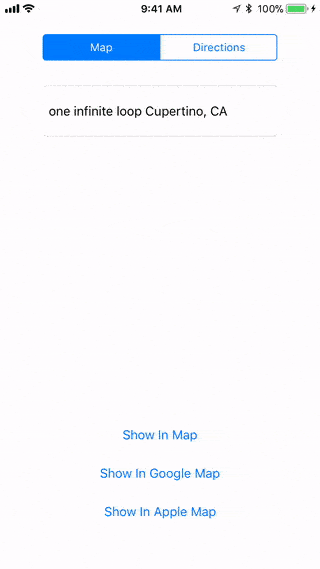 9:41 AM 100%
Map Directions
one infinite loop Cupertino, CA
Show In Map
Show In Google Map
Show In Apple Map